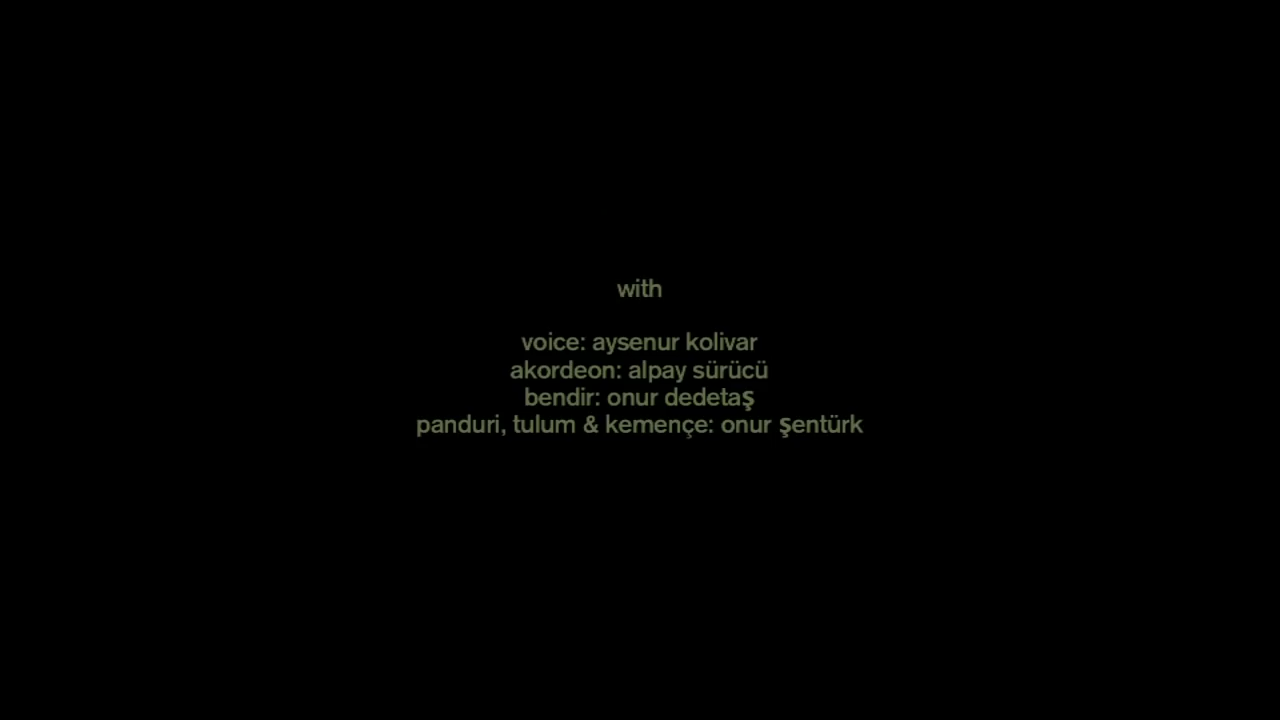 with
voice: aysenur kolivar
akordeon: alpay sürücü
bendir: onur dedetaş
panduri, tulum & kemençe: onur şentürk